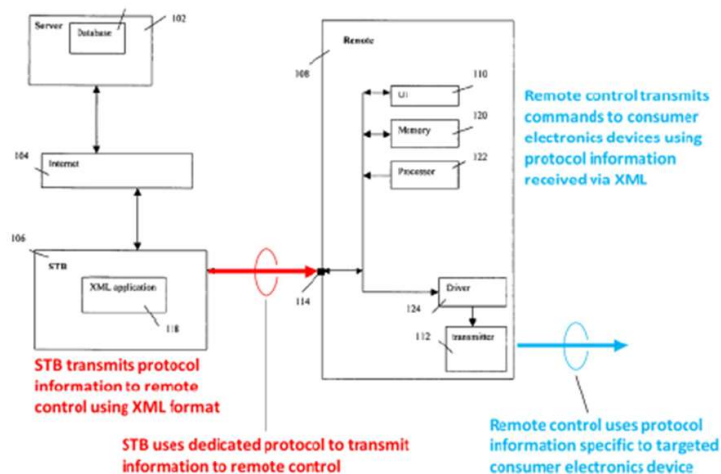 Server
102
Database
Remote
108
110
UI
Memory
120
Processor
122
Remote control transmits
commands to consumer
electronics devices using
protocol information
received via XML
104
Internet
106
STB
XML application
118
114
Driver
124
112
transmitter
STB transmits protocol
information to remote
control using XML format
STB uses dedicated protocol to transmit
information to remote control
Remote control uses protocol
information specific to targeted
consumer electronics device